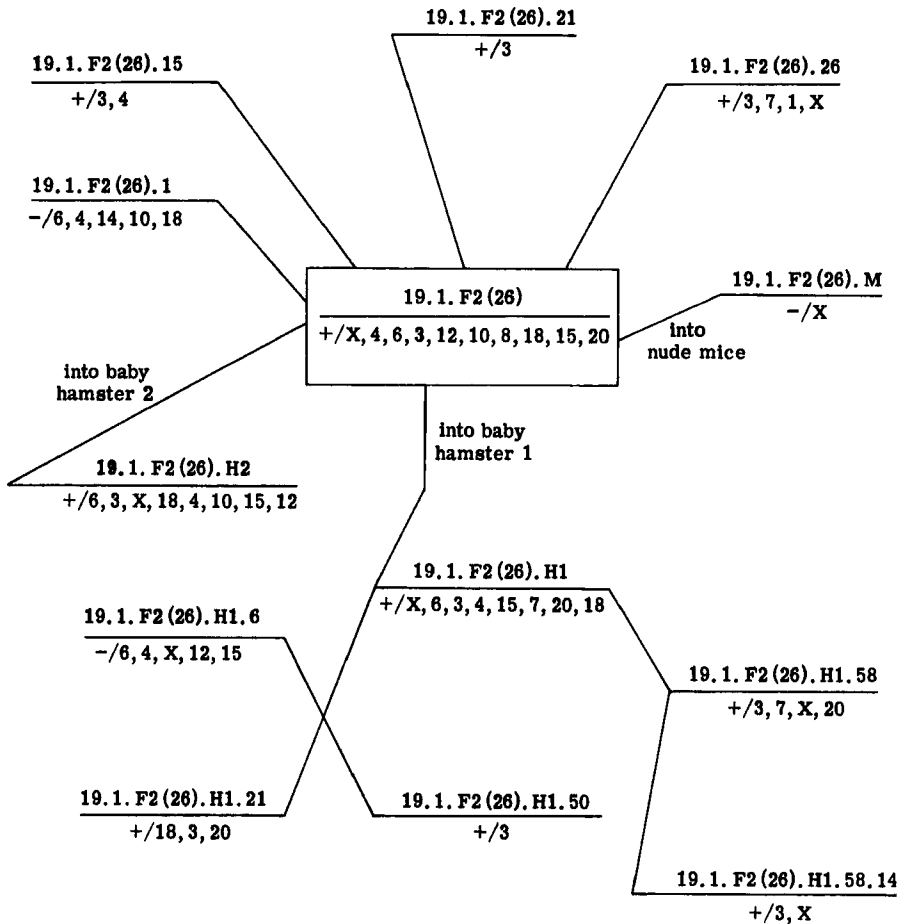 19.1.F2(26).21
+/3
19.1.F2(26).15
+/3,4
19.1.F2(26).26
+/3,7,1,X
19.1.F2(26).1
-/6,4,14,10,18
19.1.F2(26)
+/X,4,6,3,12,10,8,18,15,20
19.1.F2(26).M
-/X
into
nude mice
into baby
hamster 2
into baby
hamster 1
19.1.F2(26).H2
+/6,3,X,18,4,10,15,12
19.1.F2(26).H1
+/X,6,3,4,15,7,20,18
19.1.F2(26).H1.6
-/6,4,X,12,15
19.1.F2(26).H1.58
+/3,7,X,20
19.1.F2(26).H1.21
+/18,3,20
19.1.F2(26).H1.50
+/3
19.1.F2(26).H1.58.14
+/3,X